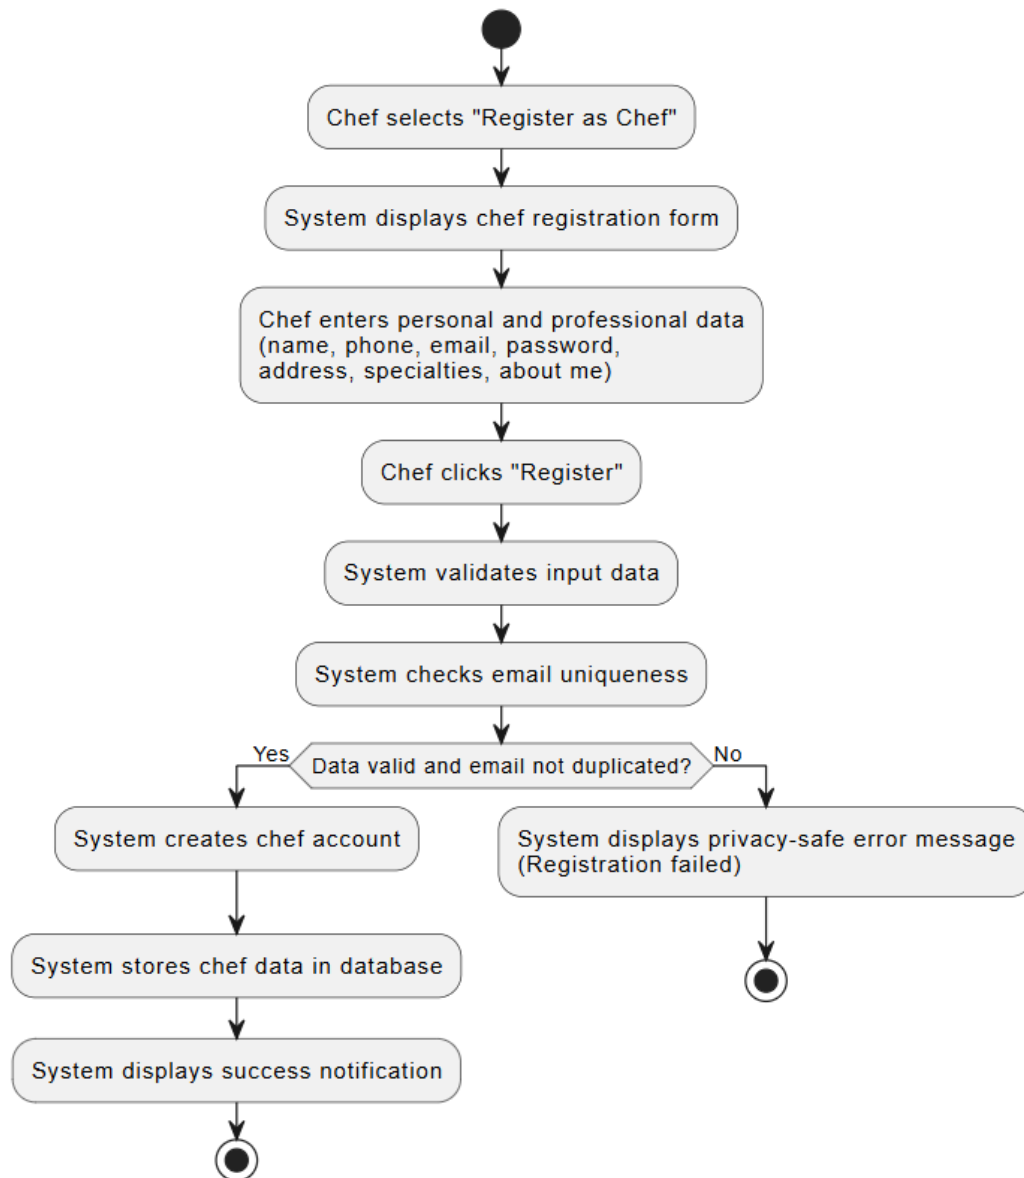 Chef selects "Register as Chef"
System displays chef registration form
Chef enters personal and professional data
(name, phone, email, password,
address, specialties, about me)
Chef clicks "Register"
System validates input data
System checks email uniqueness
Yes
Data valid and email not duplicated?
No
System creates chef account
System displays privacy-safe error message
(Registration failed)
System stores chef data in database
System displays success notification